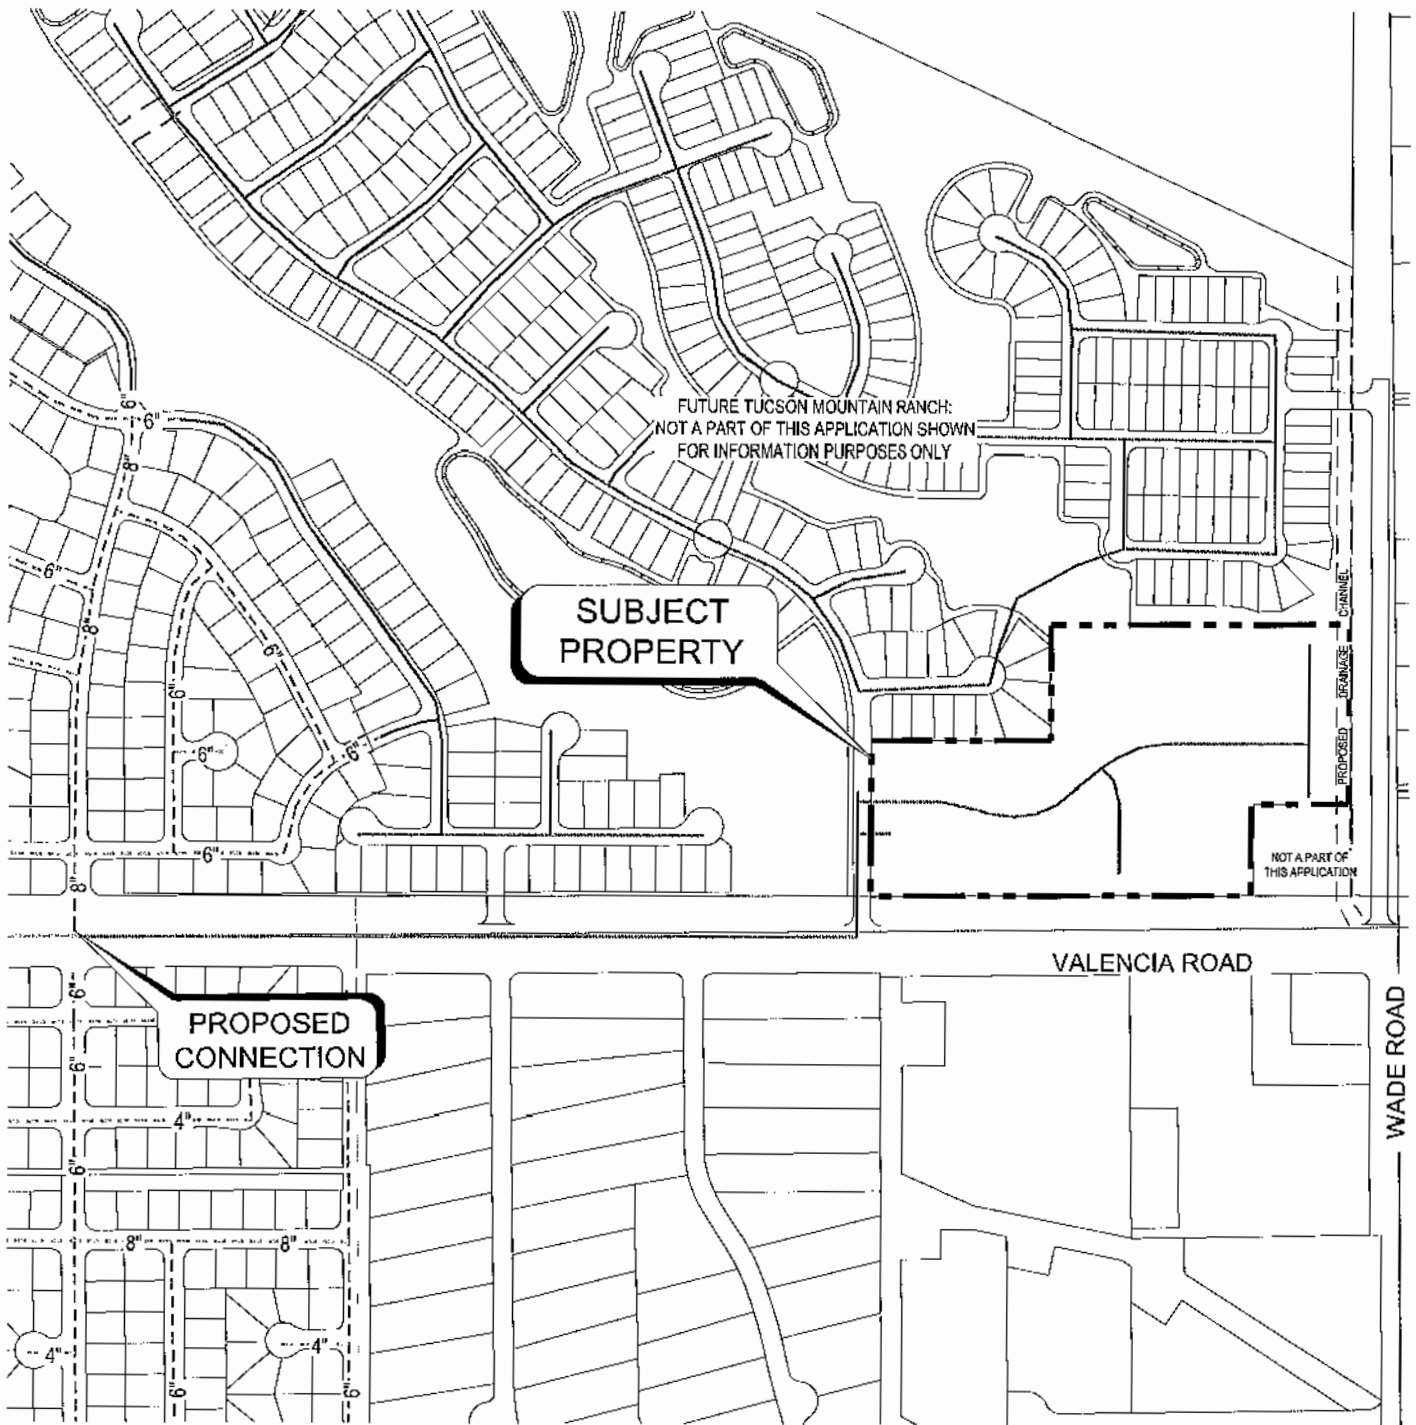 FUTURE TUCSON MOUNTAIN RANCH:
NOT A PART OF THIS APPLICATION SHOWN
FOR INFORMATION PURPOSES ONLY
6"
6"
8"
6"
8"
6"
6"
6"
6"
6"
8"
SUBJECT
PROPERTY
PROPOSED DRAINAGE CHANNEL
NOT A PART OF
THIS APPLICATION
VALENCIA ROAD
WADE ROAD
PROPOSED
CONNECTION
6"
6"
4"
6"
8"
8"
4"
4"
6"
6"